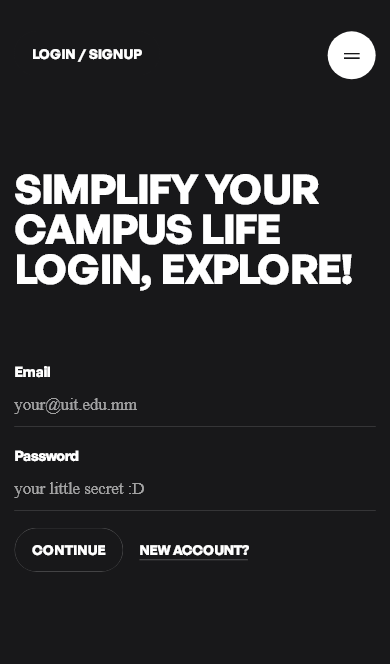 LOGIN / SIGNUP
SIMPLIFY YOUR
CAMPUS LIFE
LOGIN, EXPLORE!
Email
your@uit.edu.mm
Password
your little secret :D
CONTINUE NEW ACCOUNT?